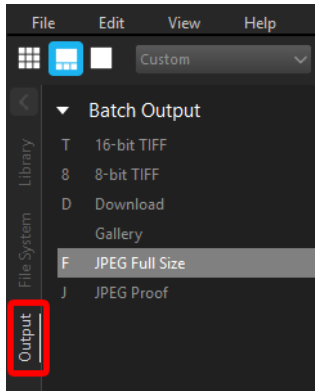 File Edit View Help
Custom
Batch Output
T 16-bit TIFF
8 8-bit TIFF
D Download
Gallery
F JPEG Full Size
J JPEG Proof
Library
File System
Output